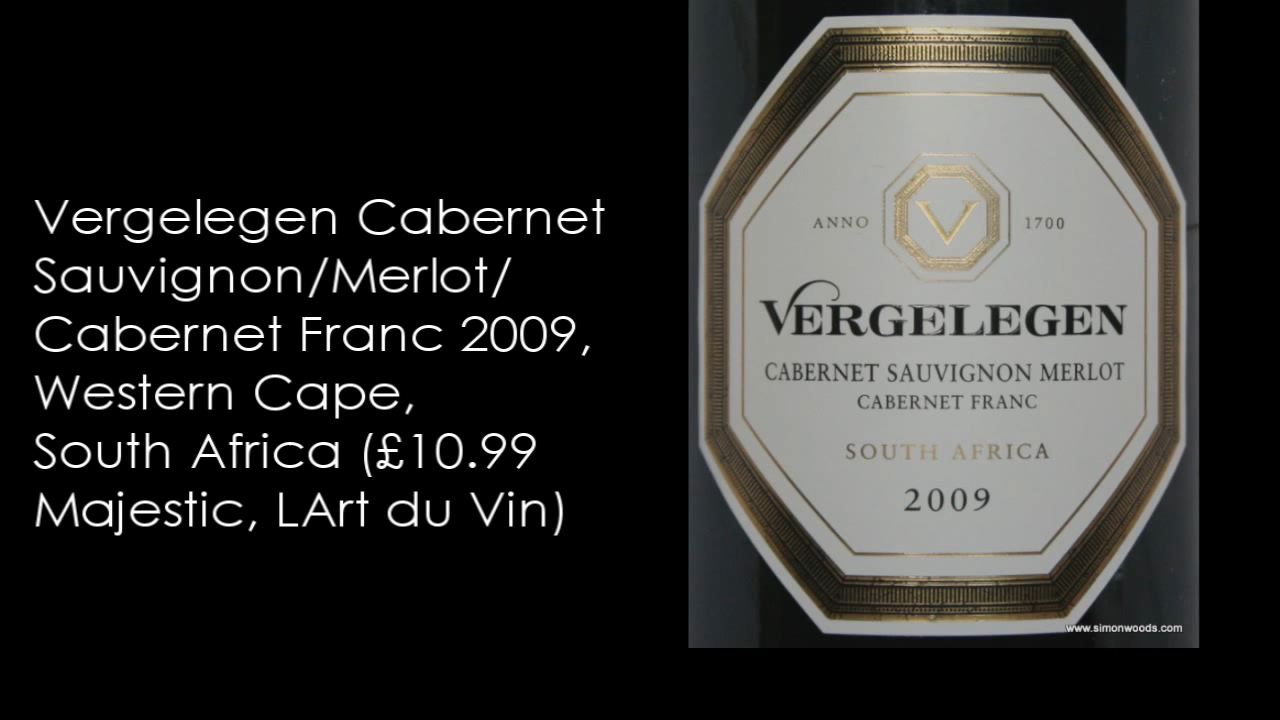 Vergelegen Cabernet
Sauvignon/Merlot/
Cabernet Franc 2009,
Western Cape,
South Africa (£10.99
Majestic, LArt du Vin)
V
ANNO 1700
VERGELEGEN
CABERNET SAUVIGNON MERLOT
CABERNET FRANC
SOUTH AFRICA
2009
www.simonwoods.com